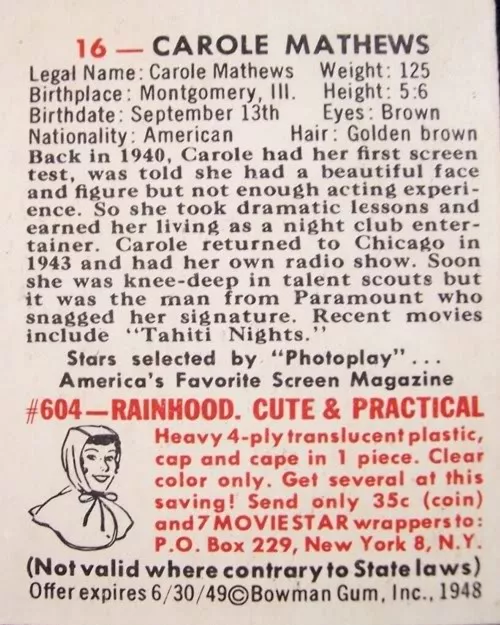 16 — CAROLE MATHEWS
Legal Name: Carole Mathews Weight: 125
Birthplace: Montgomery, Ill. Height: 5:6
Birthdate: September 13th Eyes: Brown
Nationality: American Hair: Golden brown
Back in 1940, Carole had her first screen
test, was told she had a beautiful face
and figure but not enough acting experi-
ence. So she took dramatic lessons and
earned her living as a night club enter-
tainer. Carole returned to Chicago in
1943 and had her own radio show. Soon
she was knee-deep in talent scouts but
it was the man from Paramount who
snagged her signature. Recent movies
include "Tahiti Nights."
Stars selected by "Photoplay"...
America's Favorite Screen Magazine
#604—RAINHOOD. CUTE & PRACTICAL
Heavy 4-ply translucent plastic,
cap and cape in 1 piece. Clear
color only. Get several at this
saving! Send only 35c (coin)
and 7 MOVIE STAR wrappers to:
P.O. Box 229, New York 8, N.Y.
(Not valid where contrary to State laws)
Offer expires 6/30/49 © Bowman Gum, Inc., 1948